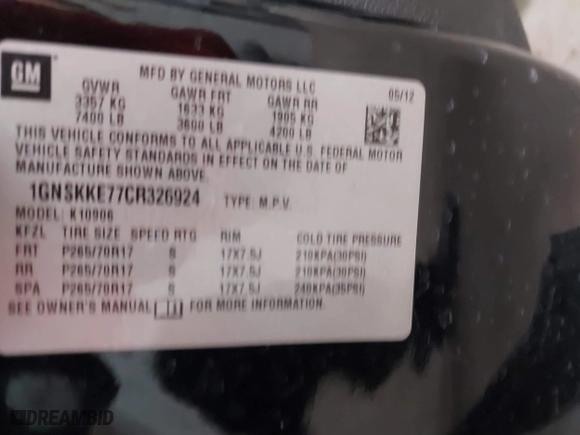 GM
MFD BY GENERAL MOTORS LLC
05/12
GVWR GAWR FRT GAWR RR
3357 KG 1633 KG 1905 KG
7400 LB 3600 LB 4200 LB
THIS VEHICLE CONFORMS TO ALL APPLICABLE U.S. FEDERAL MOTOR
VEHICLE SAFETY STANDARDS IN EFFECT ON THE DATE OF
MANUFACTURE SHOWN ABOVE.
1GNSKKE77CR326924 TYPE: M.P.V.
MODEL: K10906
KFZL TIRE SIZE SPEED RTG RIM COLD TIRE PRESSURE
FRT P265/70R17 S 17X7.5J 210KPA(30PSI)
RR P265/70R17 S 17X7.5J 210KPA(30PSI)
SPA P265/70R17 S 17X7.5J 240KPA(35PSI)
SEE OWNER'S MANUAL FOR MORE INFORMATION.
DREAMBID